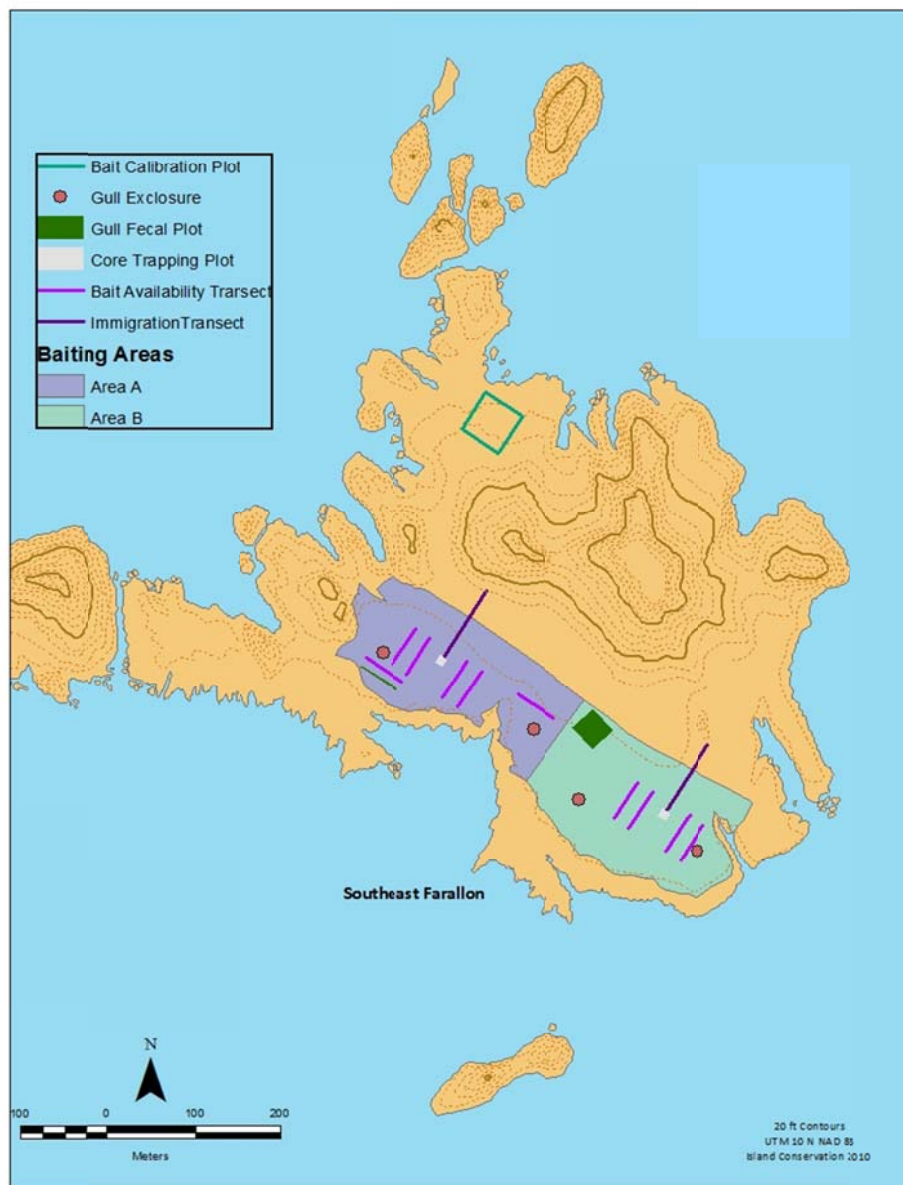 Bait Calibration Plot
Gull Exclosure
Gull Fecal Plot
Core Trapping Plot
Bait Availability Transect
ImmigrationTransect
Baiting Areas
Area A
Area B
Southeast Farallon
N
100 0 100 200
Meters
20 ft Contours
UTM 10 N NAD 83
Island Conservation 2010